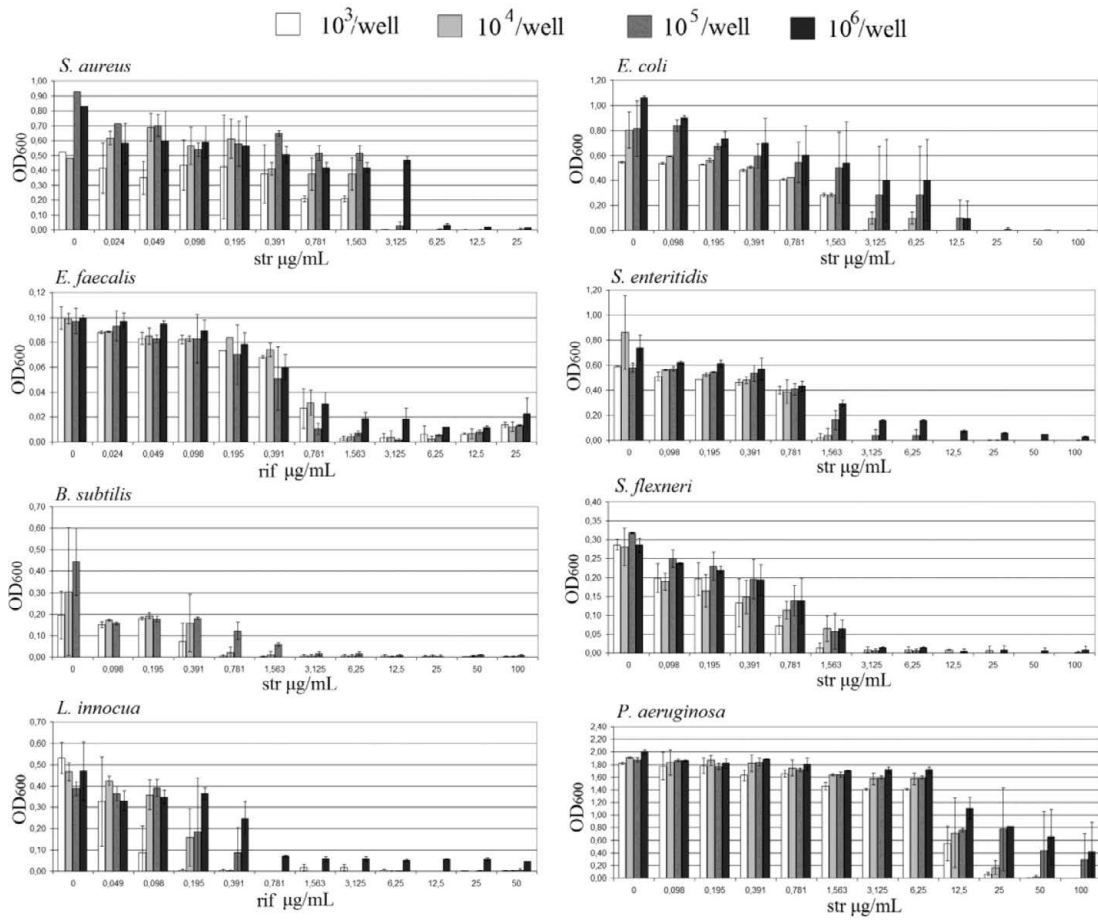 10³/well 10⁴/well 10⁵/well 10⁶/well
S. aureus
1,00
0,90
0,80
0,70
0,60
0,50
0,40
0,30
0,20
0,10
0,00
OD600
0 0,024 0,049 0,098 0,195 0,391 0,781 1,563 3,125 6,25 12,5 25
str µg/mL
E. coli
1,20
1,00
0,80
0,60
0,40
0,20
0,00
OD600
0 0,098 0,195 0,391 0,781 1,563 3,125 6,25 12,5 25 50 100
str µg/mL
E. faecalis
0,12
0,10
0,08
0,06
0,04
0,02
0,00
OD600
0 0,024 0,049 0,098 0,195 0,391 0,781 1,563 3,125 6,25 12,5 25
rif µg/mL
S. enteritidis
1,20
1,00
0,80
0,60
0,40
0,20
0,00
OD600
0 0,098 0,195 0,391 0,781 1,563 3,125 6,25 12,5 25 50 100
str µg/mL
B. subtilis
0,70
0,60
0,50
0,40
0,30
0,20
0,10
0,00
OD600
0 0,098 0,195 0,391 0,781 1,563 3,125 6,25 12,5 25 50 100
str µg/mL
S. flexneri
0,40
0,35
0,30
0,25
0,20
0,15
0,10
0,05
0,00
OD600
0 0,098 0,195 0,391 0,781 1,563 3,125 6,25 12,5 25 50 100
str µg/mL
L. innocua
0,70
0,60
0,50
0,40
0,30
0,20
0,10
0,00
OD600
0 0,049 0,098 0,195 0,391 0,781 1,563 3,125 6,25 12,5 25 50
rif µg/mL
P. aeruginosa
2,40
2,20
2,00
1,80
1,60
1,40
1,20
1,00
0,80
0,60
0,40
0,20
0,00
OD600
0 0,098 0,195 0,391 0,781 1,563 3,125 6,25 12,5 25 50 100
str µg/mL